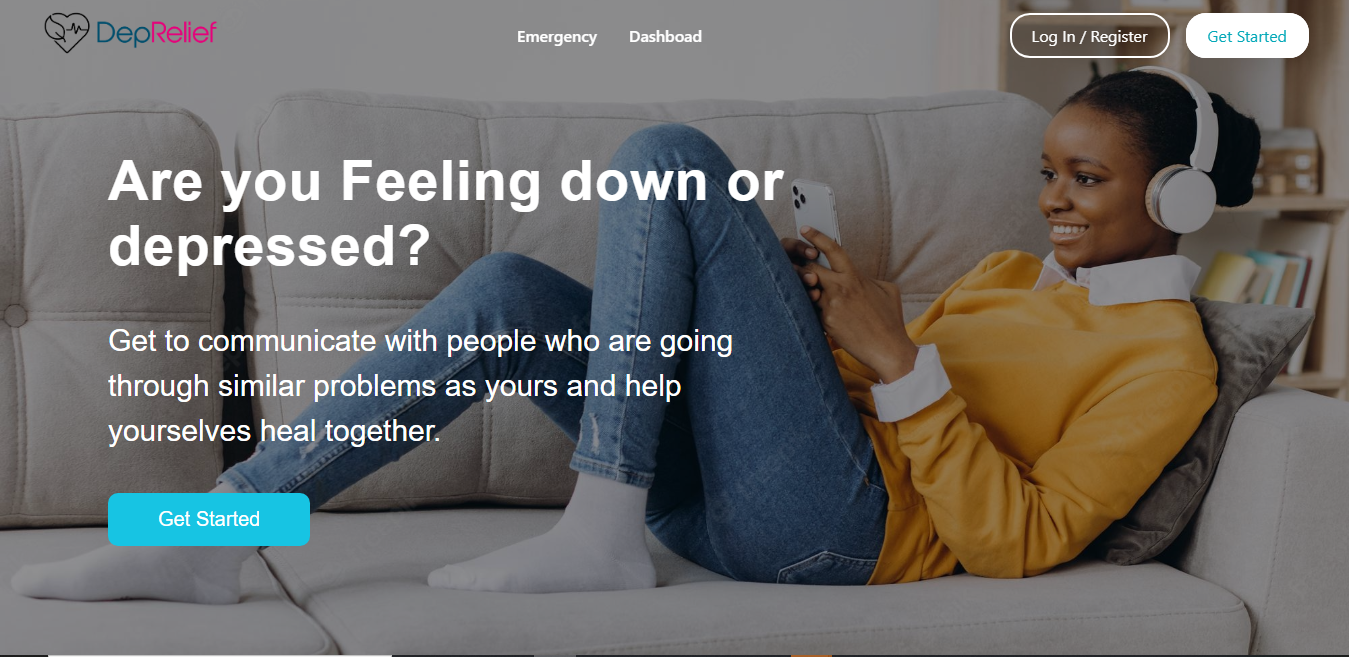 DepRelief
Emergency
Dashboad
Log In / Register
Get Started
Are you Feeling down or
depressed?
Get to communicate with people who are going
through similar problems as yours and help
yourselves heal together.
Get Started